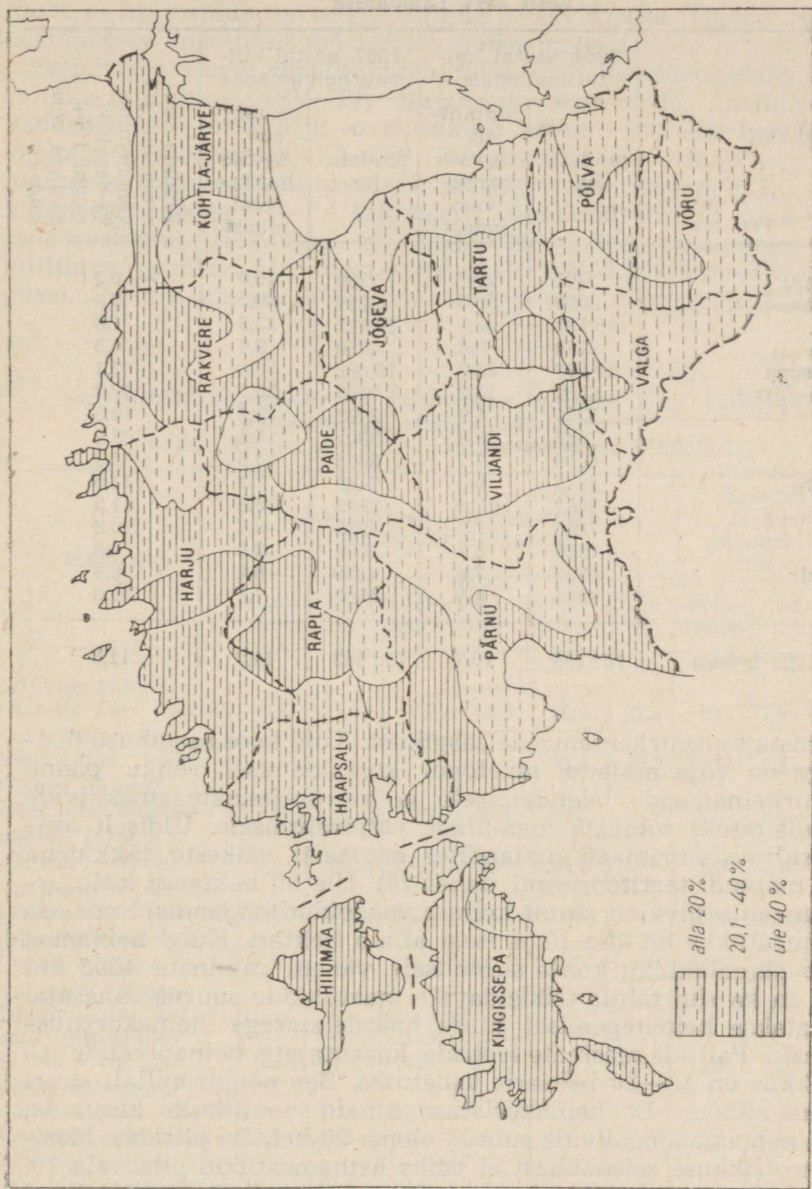 KOHTLA-JÄRVE
RAKVERE
HARJU
JÕGEVA
PAIDE
RAPLA
HAAPSALU
HIIUMAA
TARTU
VILJANDI
PÕLVA
VÕRU
VALGA
PÄRNU
KINGISSEPA
alla 20%
20,1-40%
üle 40%